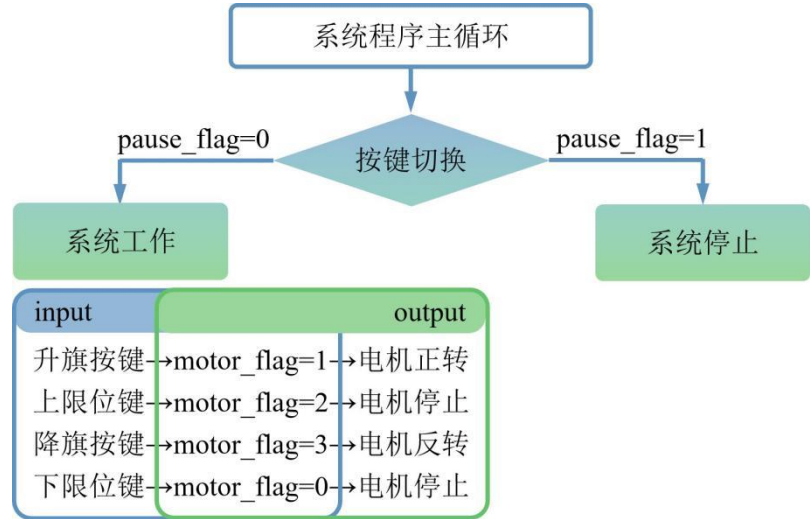 系统程序主循环
pause_flag=0
pause_flag=1
按键切换
系统工作
系统停止
input
output
升旗按键→motor_flag=1→电机正转
上限位键→motor_flag=2→电机停止
降旗按键→motor_flag=3→电机反转
下限位键→motor_flag=0→电机停止